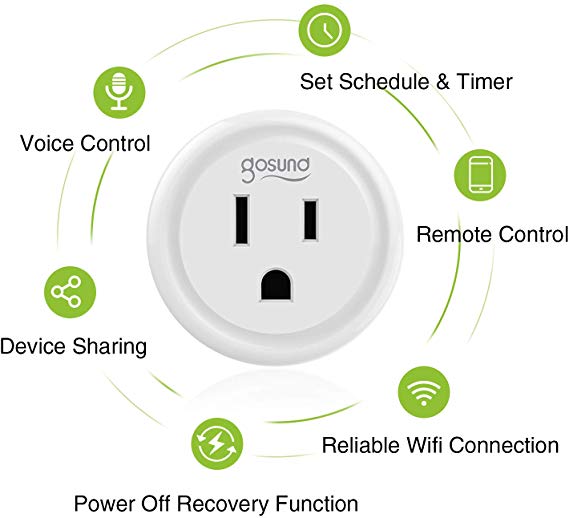 Set Schedule & Timer
Voice Control
gosund
Remote Control
Device Sharing
Reliable Wifi Connection
Power Off Recovery Function